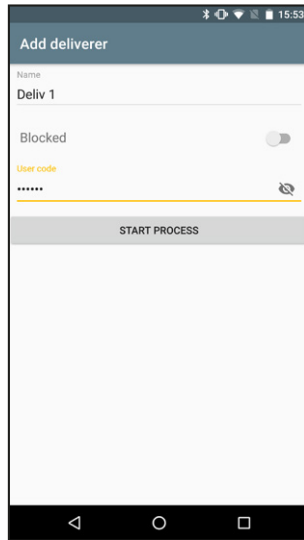 15:53
Add deliverer
Name
Deliv 1
Blocked
User code
••••••
START PROCESS